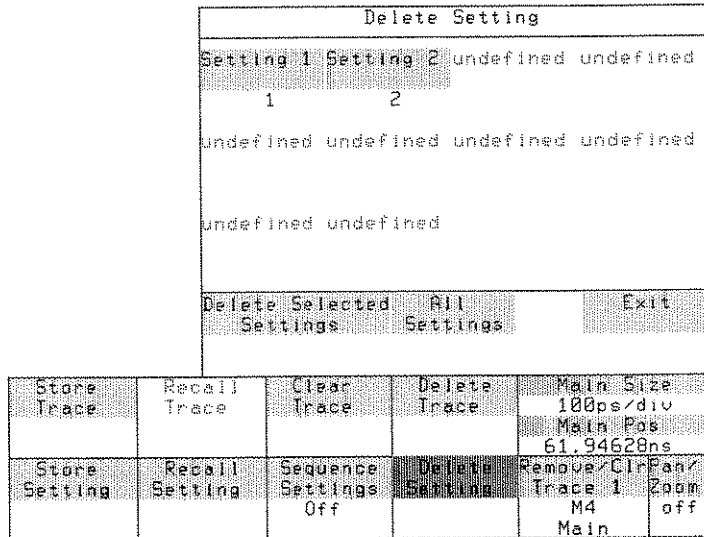 Delete Setting
Setting 1 Setting 2 undefined undefined
1 2
undefined undefined undefined undefined
undefined undefined
Delete Selected Settings
All Settings
Exit
Store Trace
Recall Trace
Clear Trace
Delete Trace
Main Size
100ps/div
Main Pos
61.94628ns
Store Setting
Recall Setting
Sequence Settings
Off
Delete Setting
Remove/Clr Trace 1
M4
Main
Pan/ Zoom
off